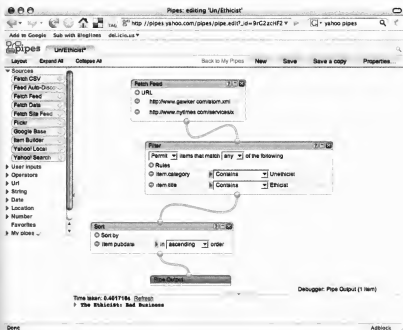 Pipes: editing 'Un/Ethicist'
http://pipes.yahoo.com/pipes/pipe.edit?_id=9rG2zcHF2
yahoo pipes
Add to Google Sub with Bloglines del.icio.us
pipes
Un/Ethicist*
Layout Expand All Collapse All Back to My Pipes New Save Save a copy Properties...
Sources
Fetch CSV
Feed Auto-Disco
Fetch Feed
Fetch Data
Fetch Site Feed
Flickr
Google Base
Item Builder
Yahoo! Local
Yahoo! Search
User inputs
Operators
Url
String
Date
Location
Number
Favorites
My pipes
Fetch Feed
URL
http://www.gawker.com/atom.xml
http://www.nytimes.com/services/x
Filter
Permit items that match any of the following
Rules
item.category Contains Unethicist
item.title Contains Ethicist
Sort
Sort by
item.pubdate in ascending order
Pipe Output
Debugger: Pipe Output (1 item)
Time taken: 0.4017186 Refresh
The Ethicist: Bad Business
Done Adblock